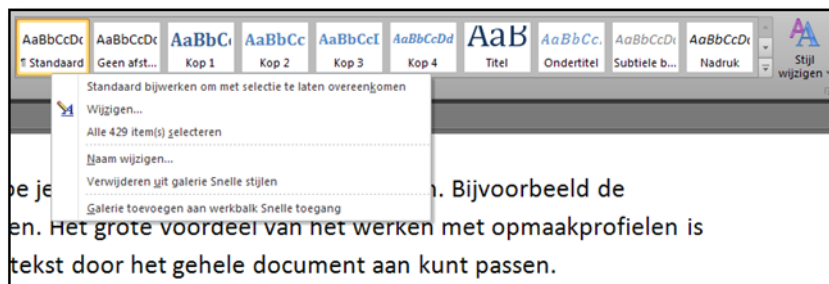 AaBbCcDc AaBbCcDc AaBbC AaBbCc AaBbCcI AaBbCcDd AaB AaBbCc. AaBbCcDc AaBbCcDc
¶ Standaard Geen afst... Kop 1 Kop 2 Kop 3 Kop 4 Titel Ondertitel Subtiele b... Nadruk Stijl
wijzigen
Standaard bijwerken om met selectie te laten overeenkomen
Wijzigen...
Alle 429 item(s) selecteren
Naam wijzigen...
Verwijderen uit galerie Snelle stijlen
Galerie toevoegen aan werkbalk Snelle toegang
oe je n. Bijvoorbeeld de
en. Het grote voordeel van het werken met opmaakprofielen is
tekst door het gehele document aan kunt passen.